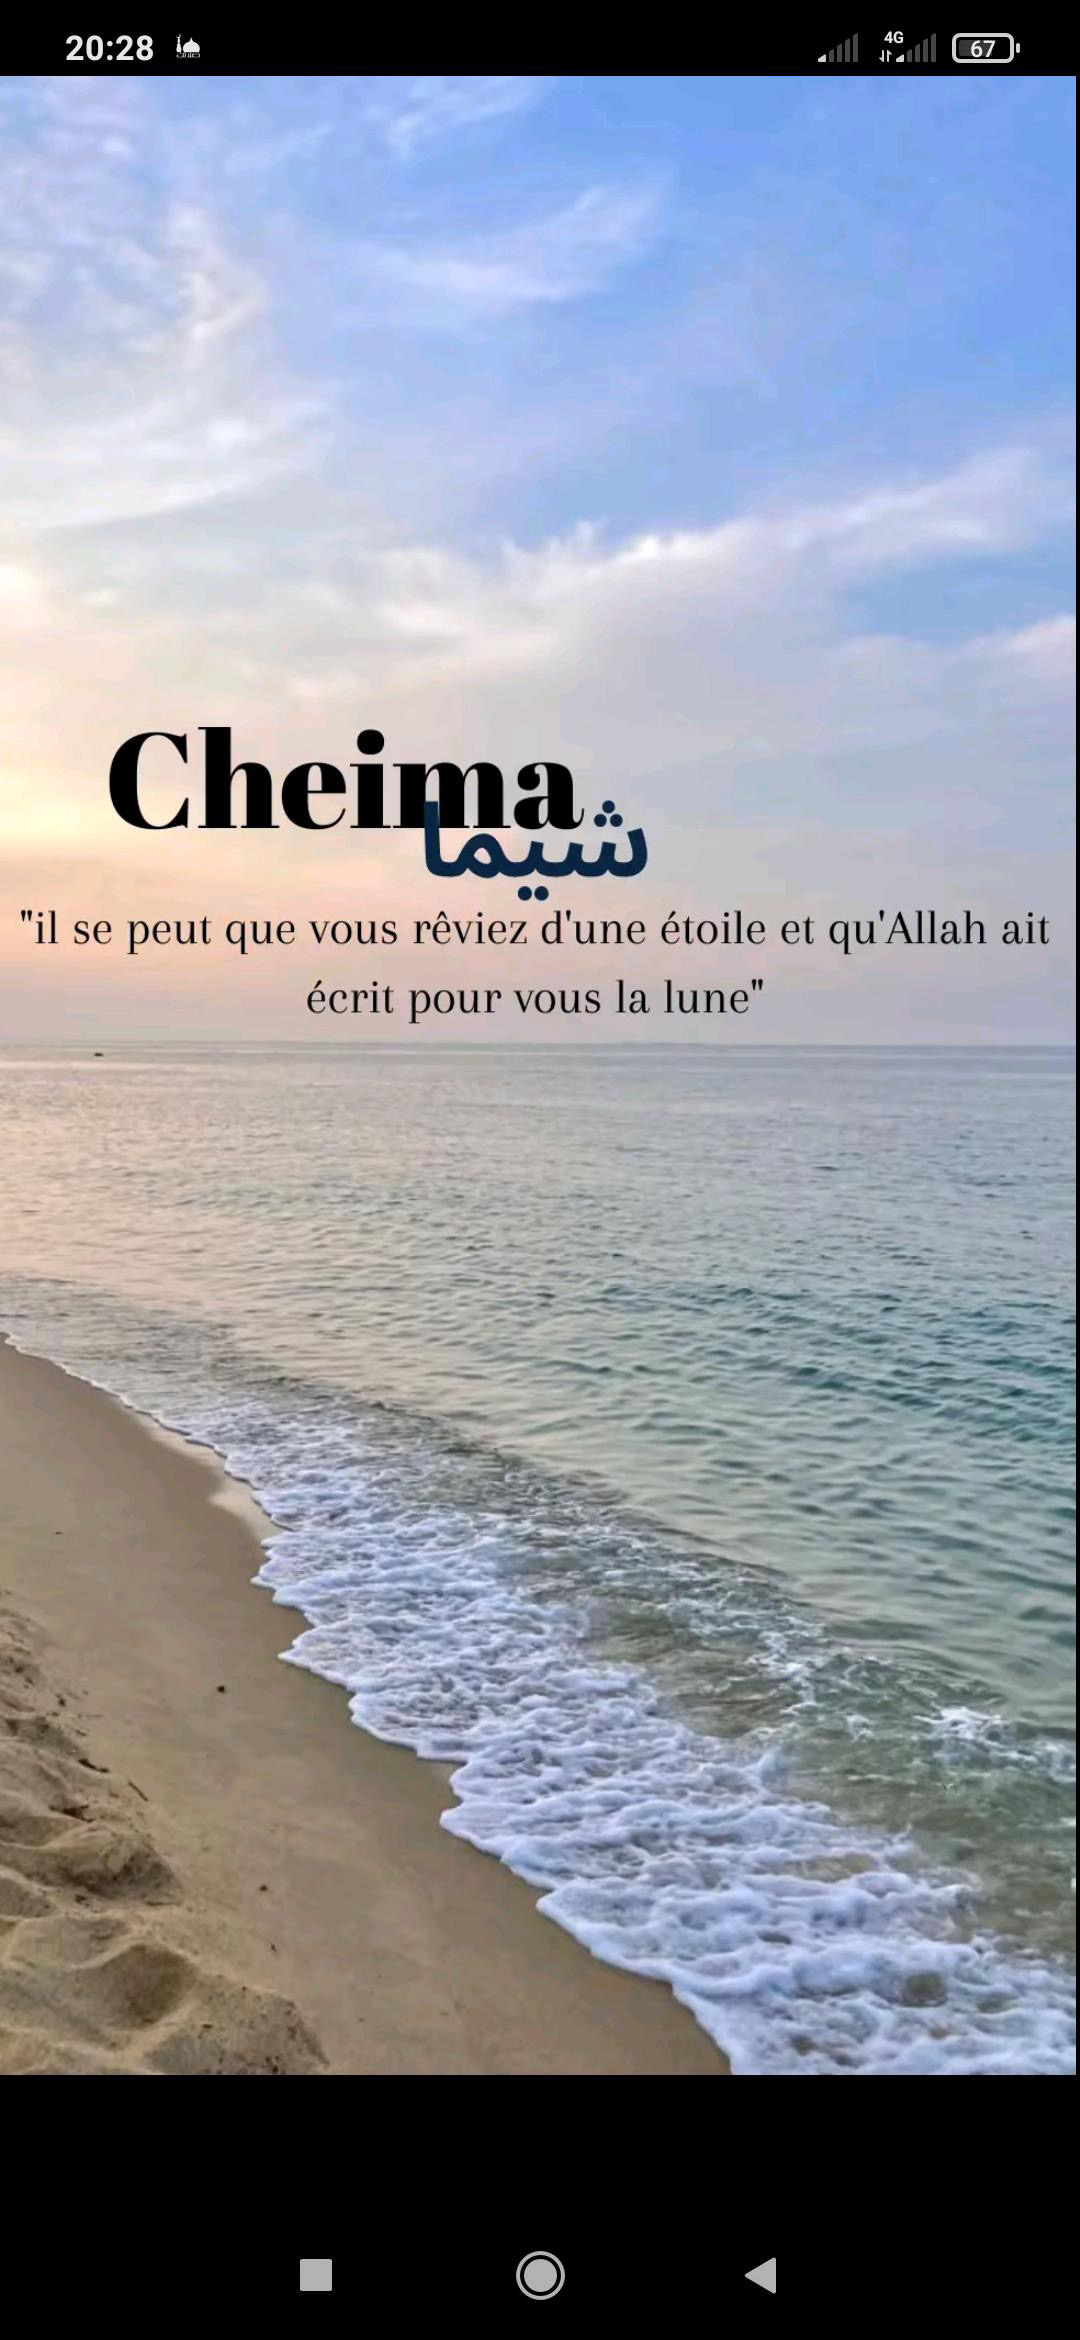 20:28
4G
67
Cheima
شيما
"il se peut que vous rêviez d'une étoile et qu'Allah ait
écrit pour vous la lune"